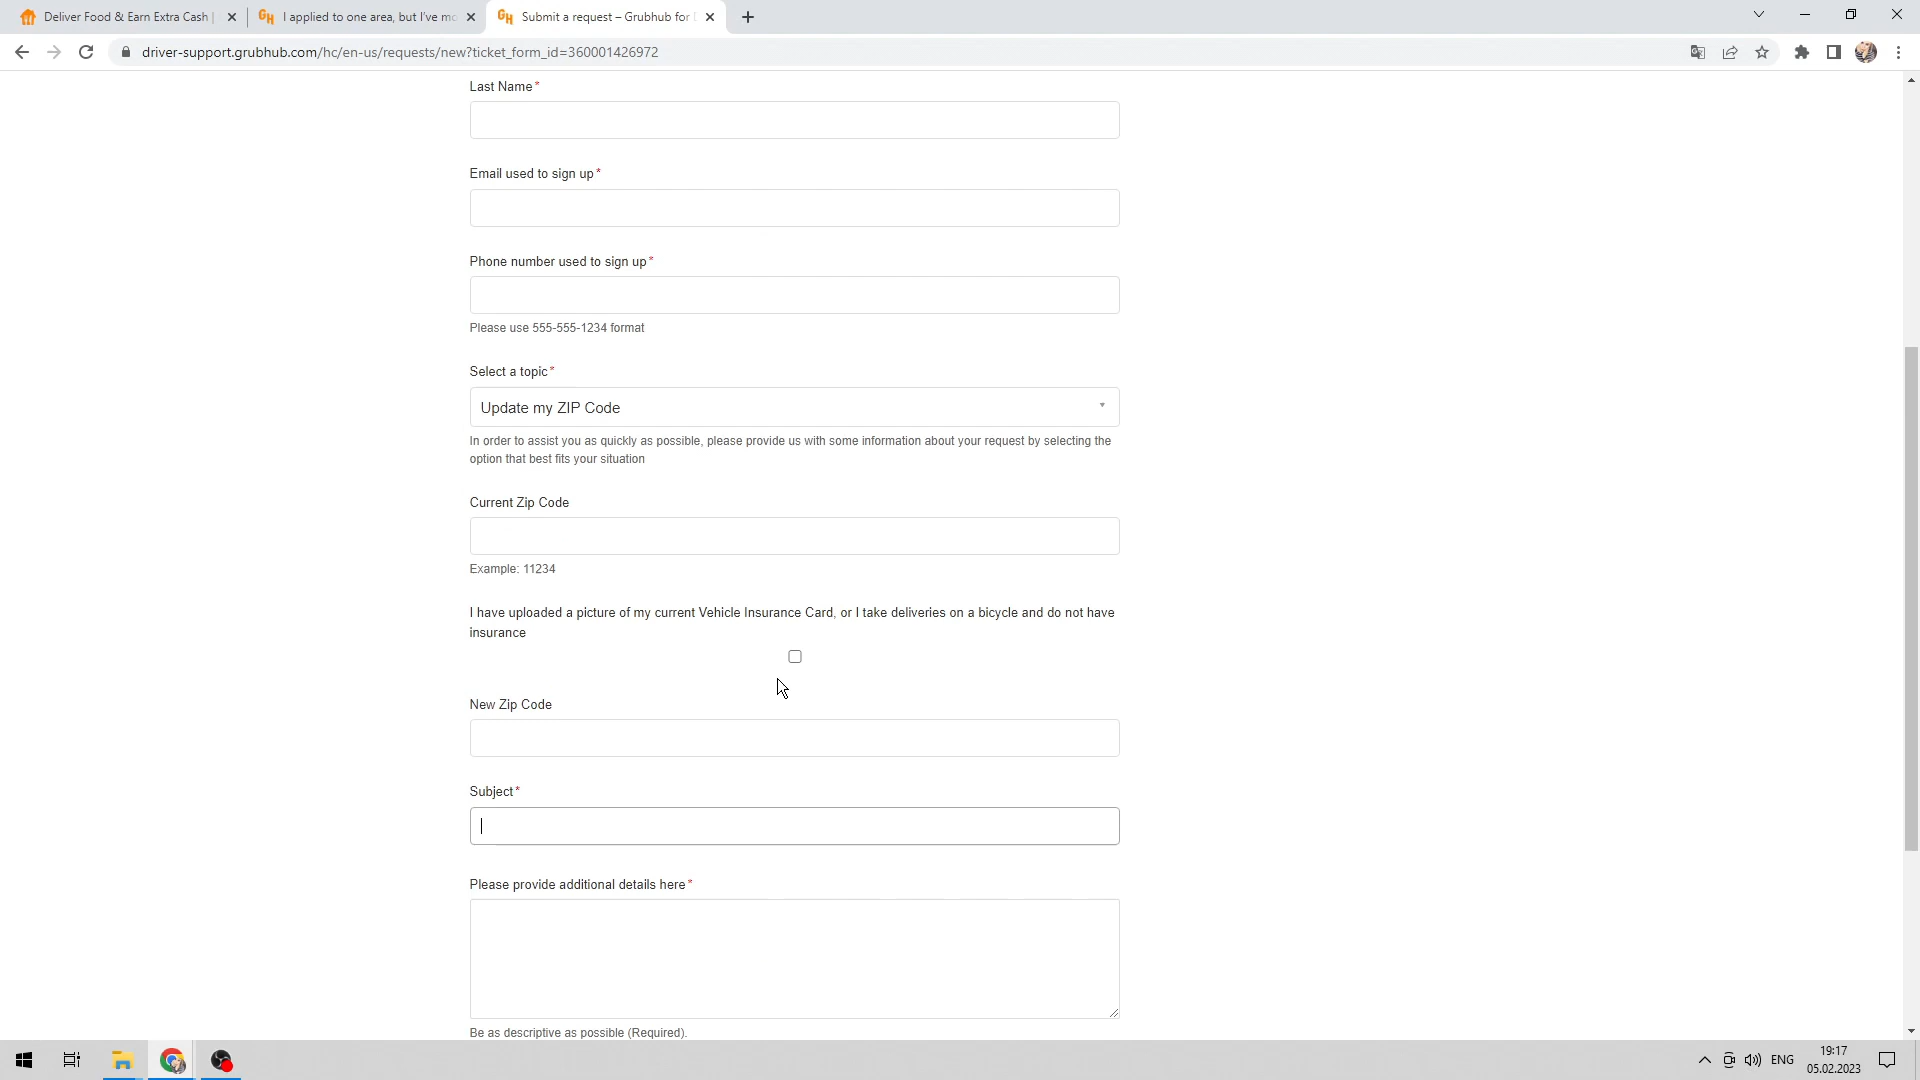 Deliver Food & Earn Extra Cash |
I applied to one area, but I've mo
Submit a request – Grubhub for D
driver-support.grubhub.com/hc/en-us/requests/new?ticket_form_id=360001426972
Last Name*
Email used to sign up*
Phone number used to sign up*
Please use 555-555-1234 format
Select a topic*
Update my ZIP Code
In order to assist you as quickly as possible, please provide us with some information about your request by selecting the
option that best fits your situation
Current Zip Code
Example: 11234
I have uploaded a picture of my current Vehicle Insurance Card, or I take deliveries on a bicycle and do not have
insurance
New Zip Code
Subject*
Please provide additional details here*
Be as descriptive as possible (Required).
ENG
19:17
05.02.2023